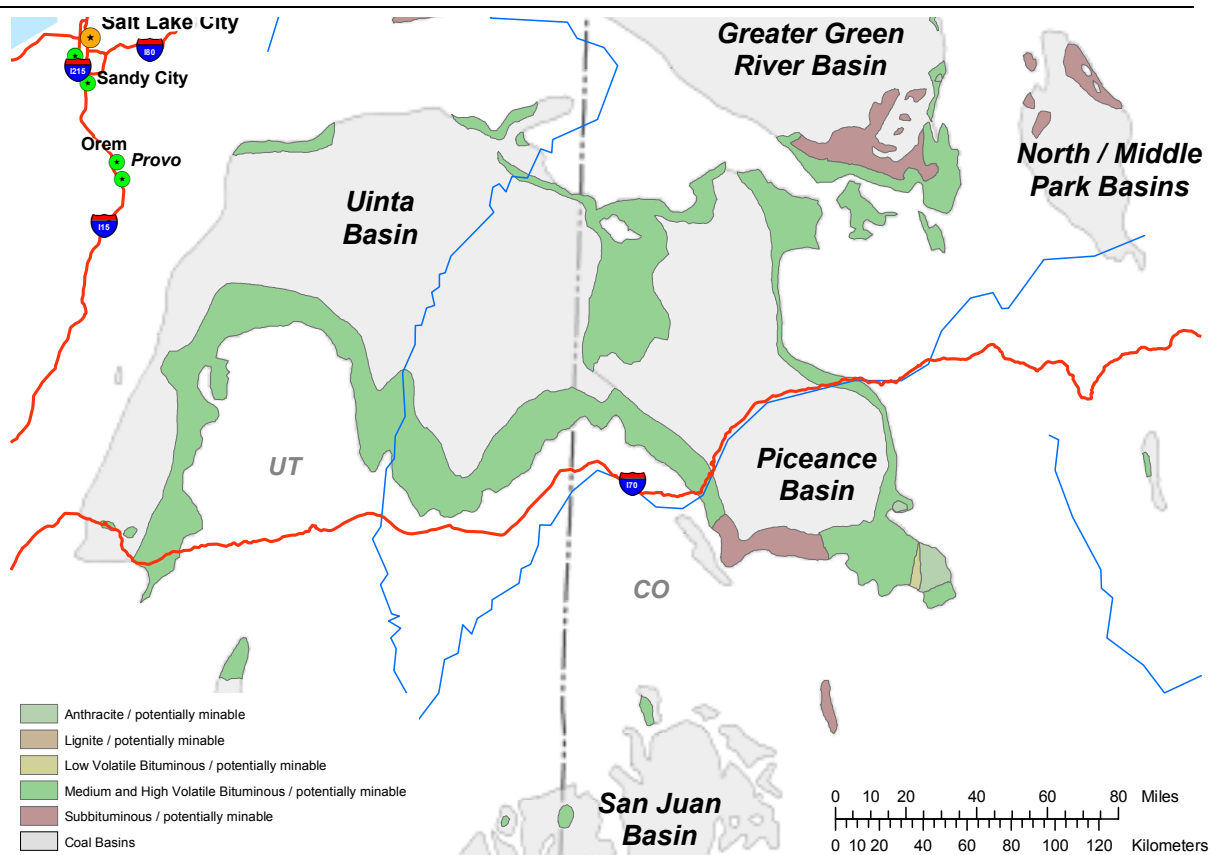 Salt Lake City
I80
I215
Sandy City
Orem
Provo
I15
Greater Green
River Basin
North / Middle
Park Basins
Uinta
Basin
UT
I70
Piceance
Basin
CO
San Juan
Basin
Anthracite / potentially minable
Lignite / potentially minable
Low Volatile Bituminous / potentially minable
Medium and High Volatile Bituminous / potentially minable
Subbituminous / potentially minable
Coal Basins
0 10 20 40 60 80 Miles
0 10 20 40 60 80 100 120 Kilometers